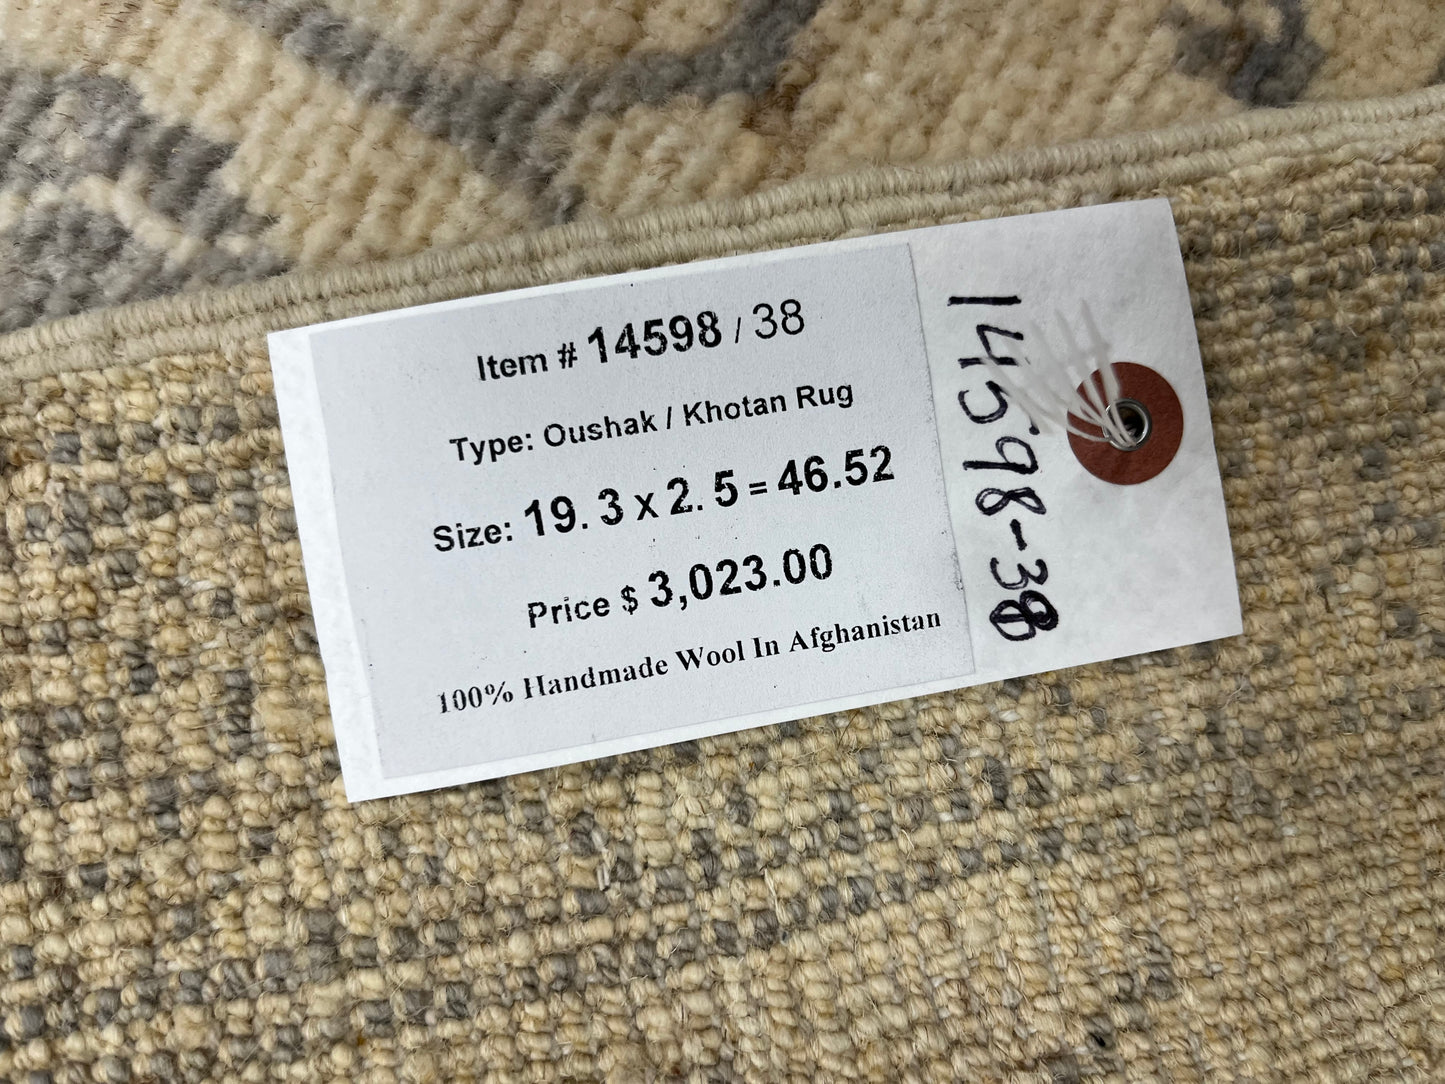 Item # 14598 / 38
Type: Oushak / Khotan Rug
Size: 19. 3 x 2. 5 = 46.52
Price $ 3,023.00
100% Handmade Wool In Afghanistan
14598-38